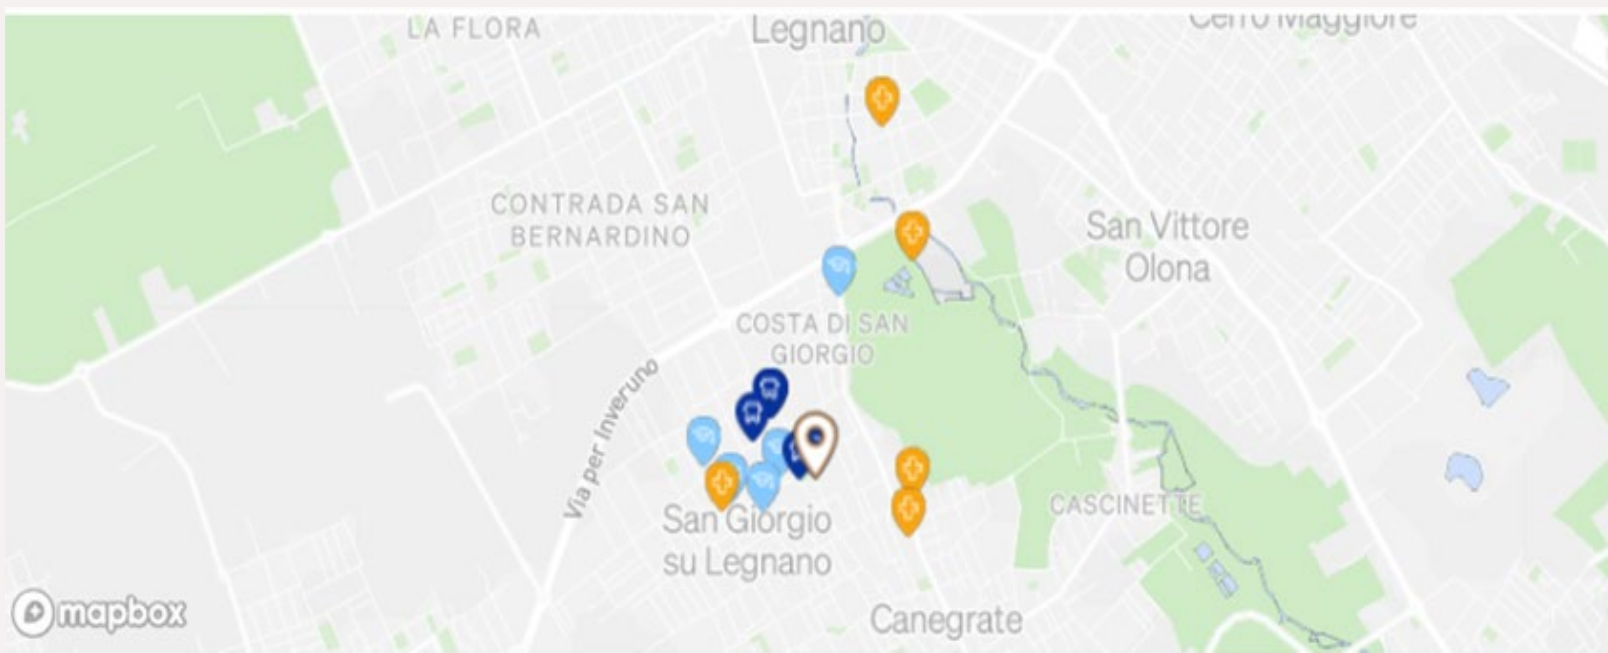 LA FLORA
Legnano
Cerro Maggiore
CONTRADA SAN
BERNARDINO
San Vittore
Olona
COSTA DI SAN
GIORGIO
Via per Inveruno
CASCINETTE
San Giorgio
su Legnano
Canegrate
mapbox